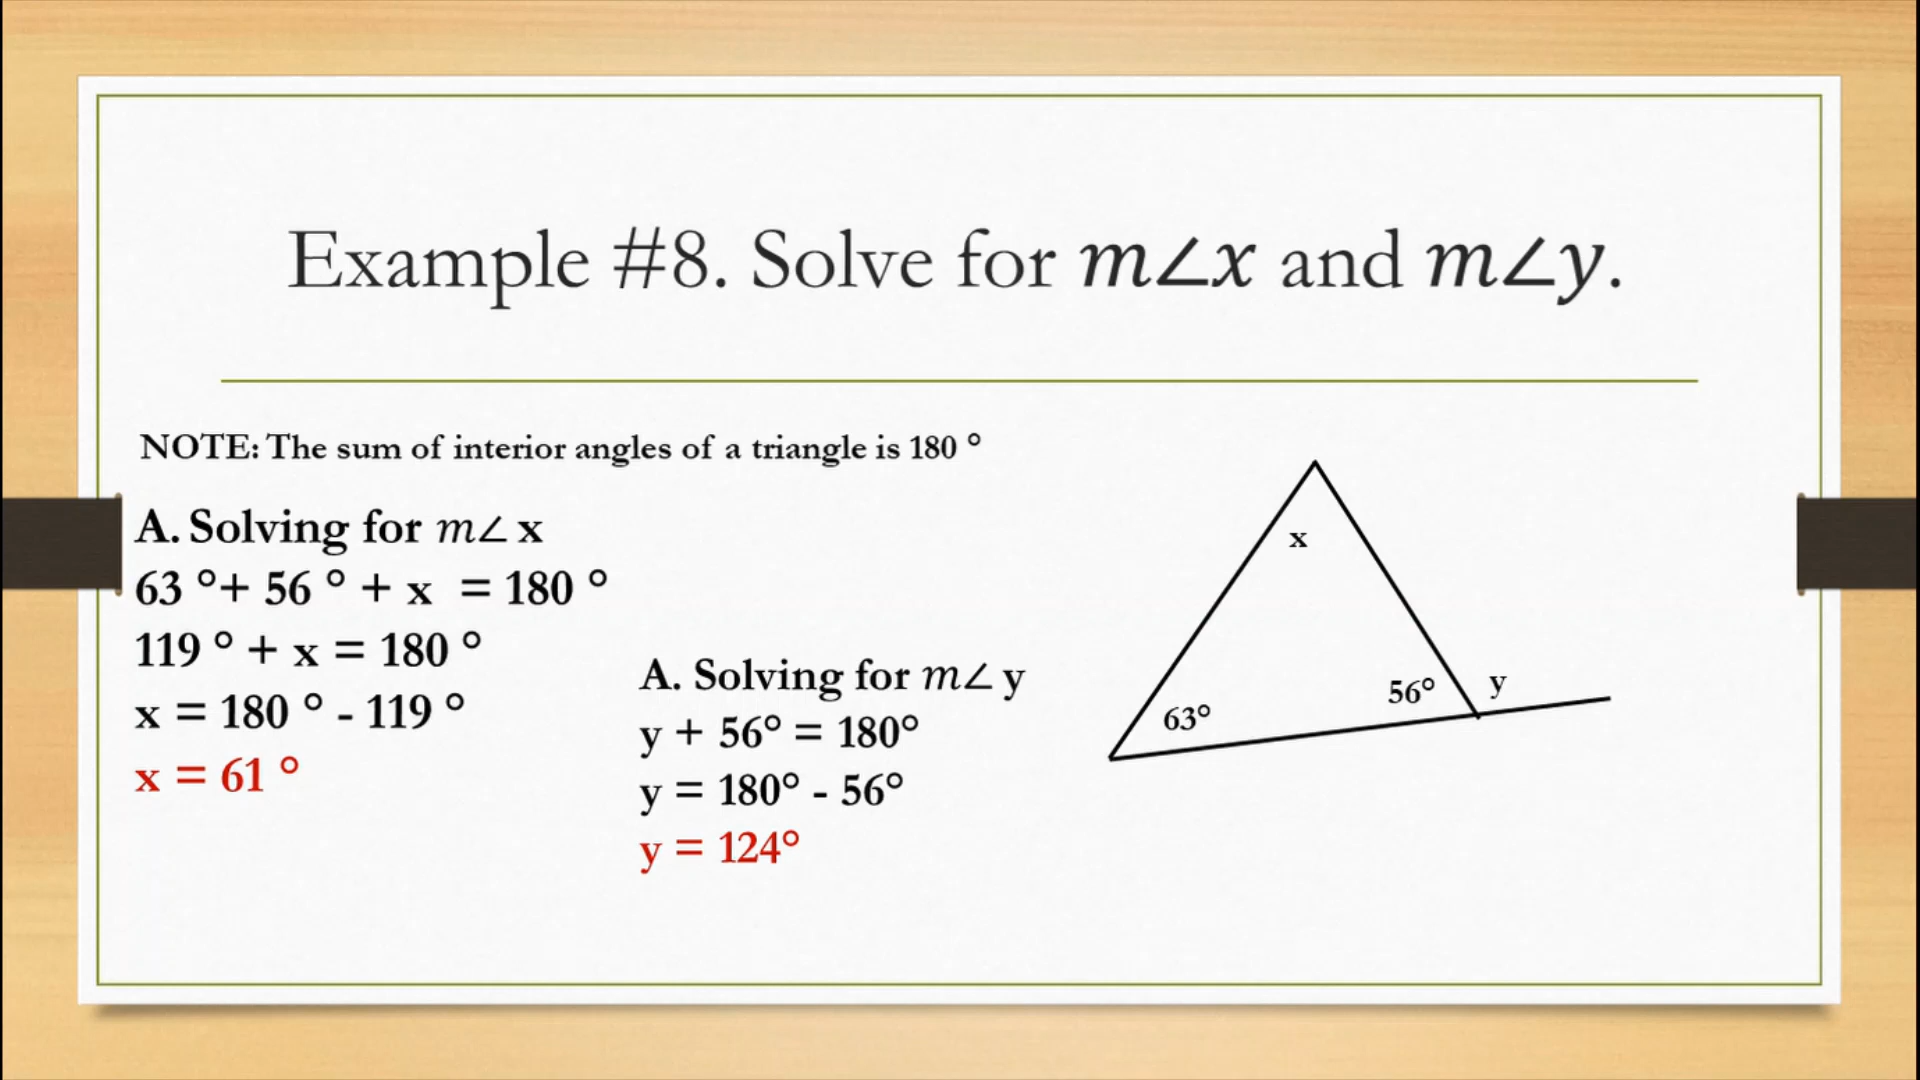 Example #8. Solve for m∠x and m∠y.
NOTE: The sum of interior angles of a triangle is 180 °
A. Solving for m∠ x
63 °+ 56 ° + x = 180 °
119 ° + x = 180 °
x = 180 ° - 119 °
x = 61 °
A. Solving for m∠ y
y + 56° = 180°
y = 180° - 56°
y = 124°
x
63°
56°
y